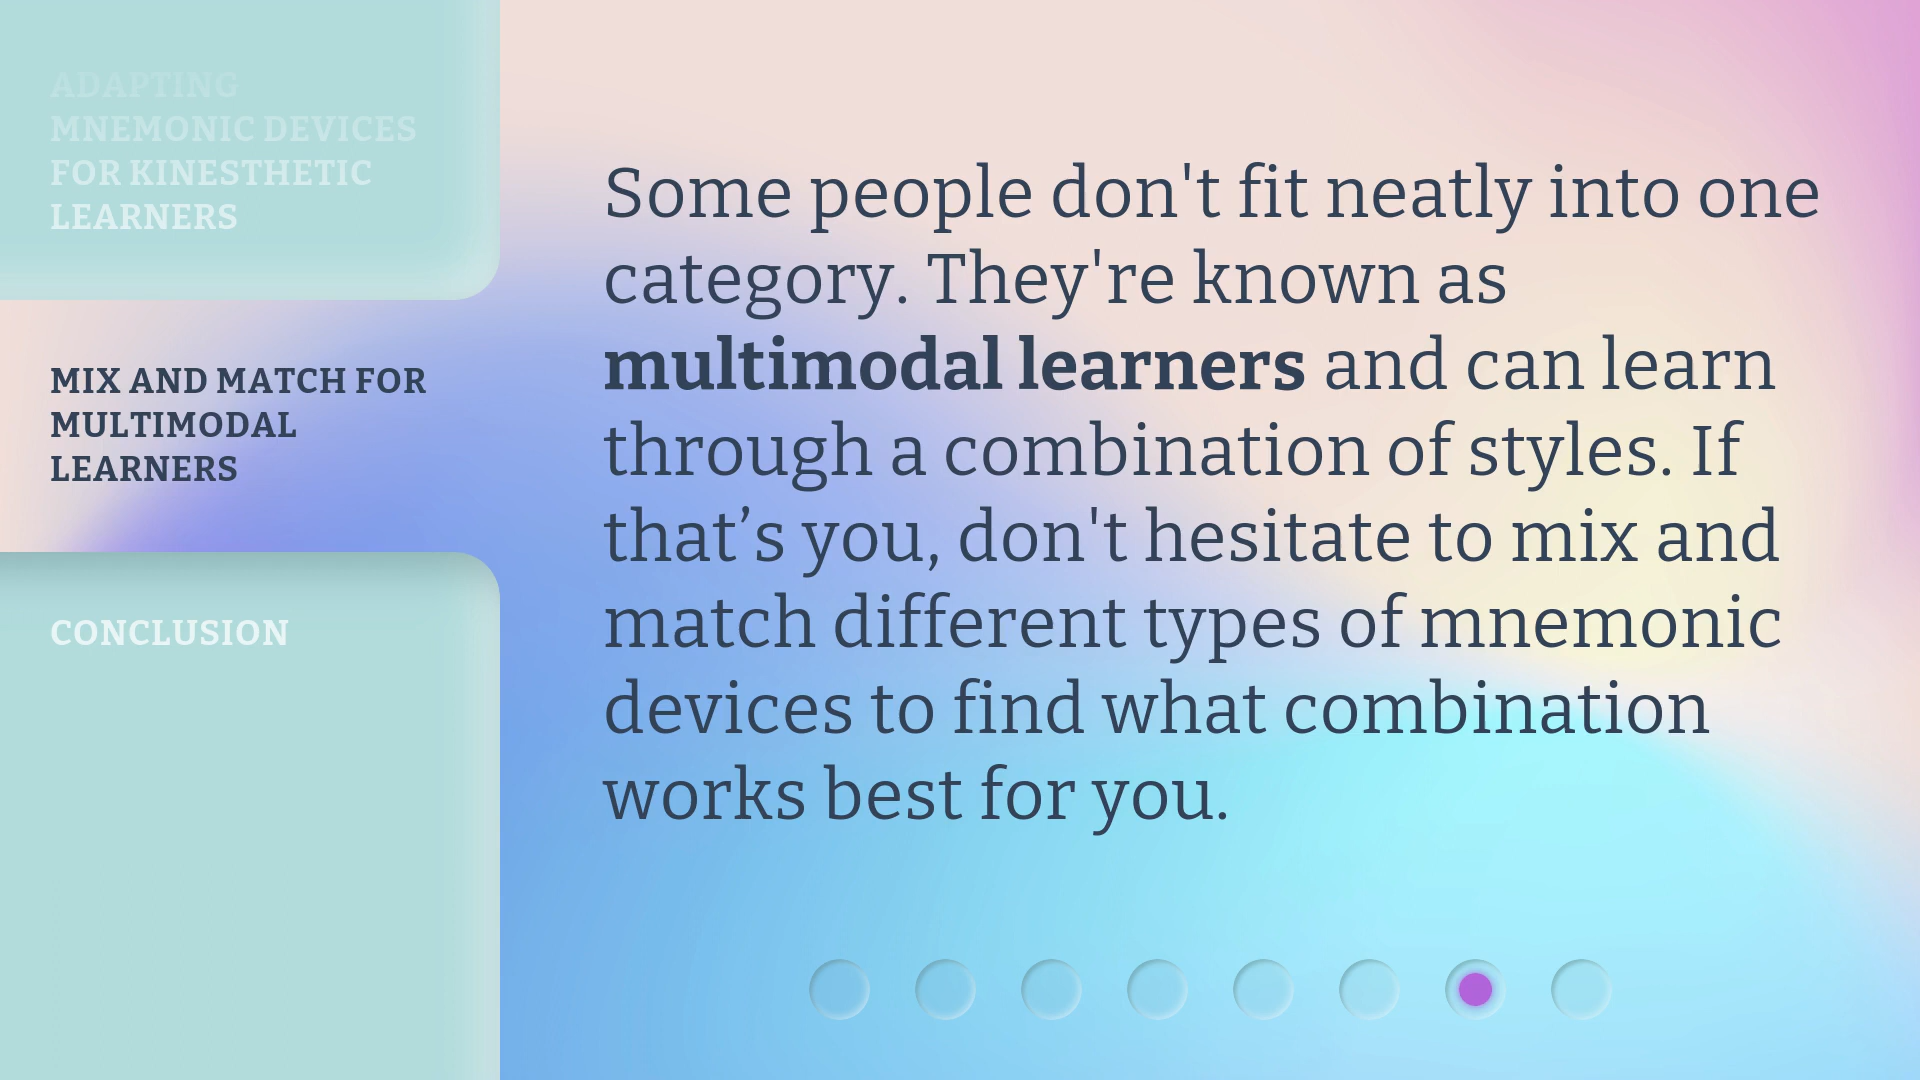 ADAPTING
MNEMONIC DEVICES
FOR KINESTHETIC
LEARNERS
MIX AND MATCH FOR
MULTIMODAL
LEARNERS
CONCLUSION
Some people don't fit neatly into one
category. They're known as
multimodal learners and can learn
through a combination of styles. If
that’s you, don't hesitate to mix and
match different types of mnemonic
devices to find what combination
works best for you.